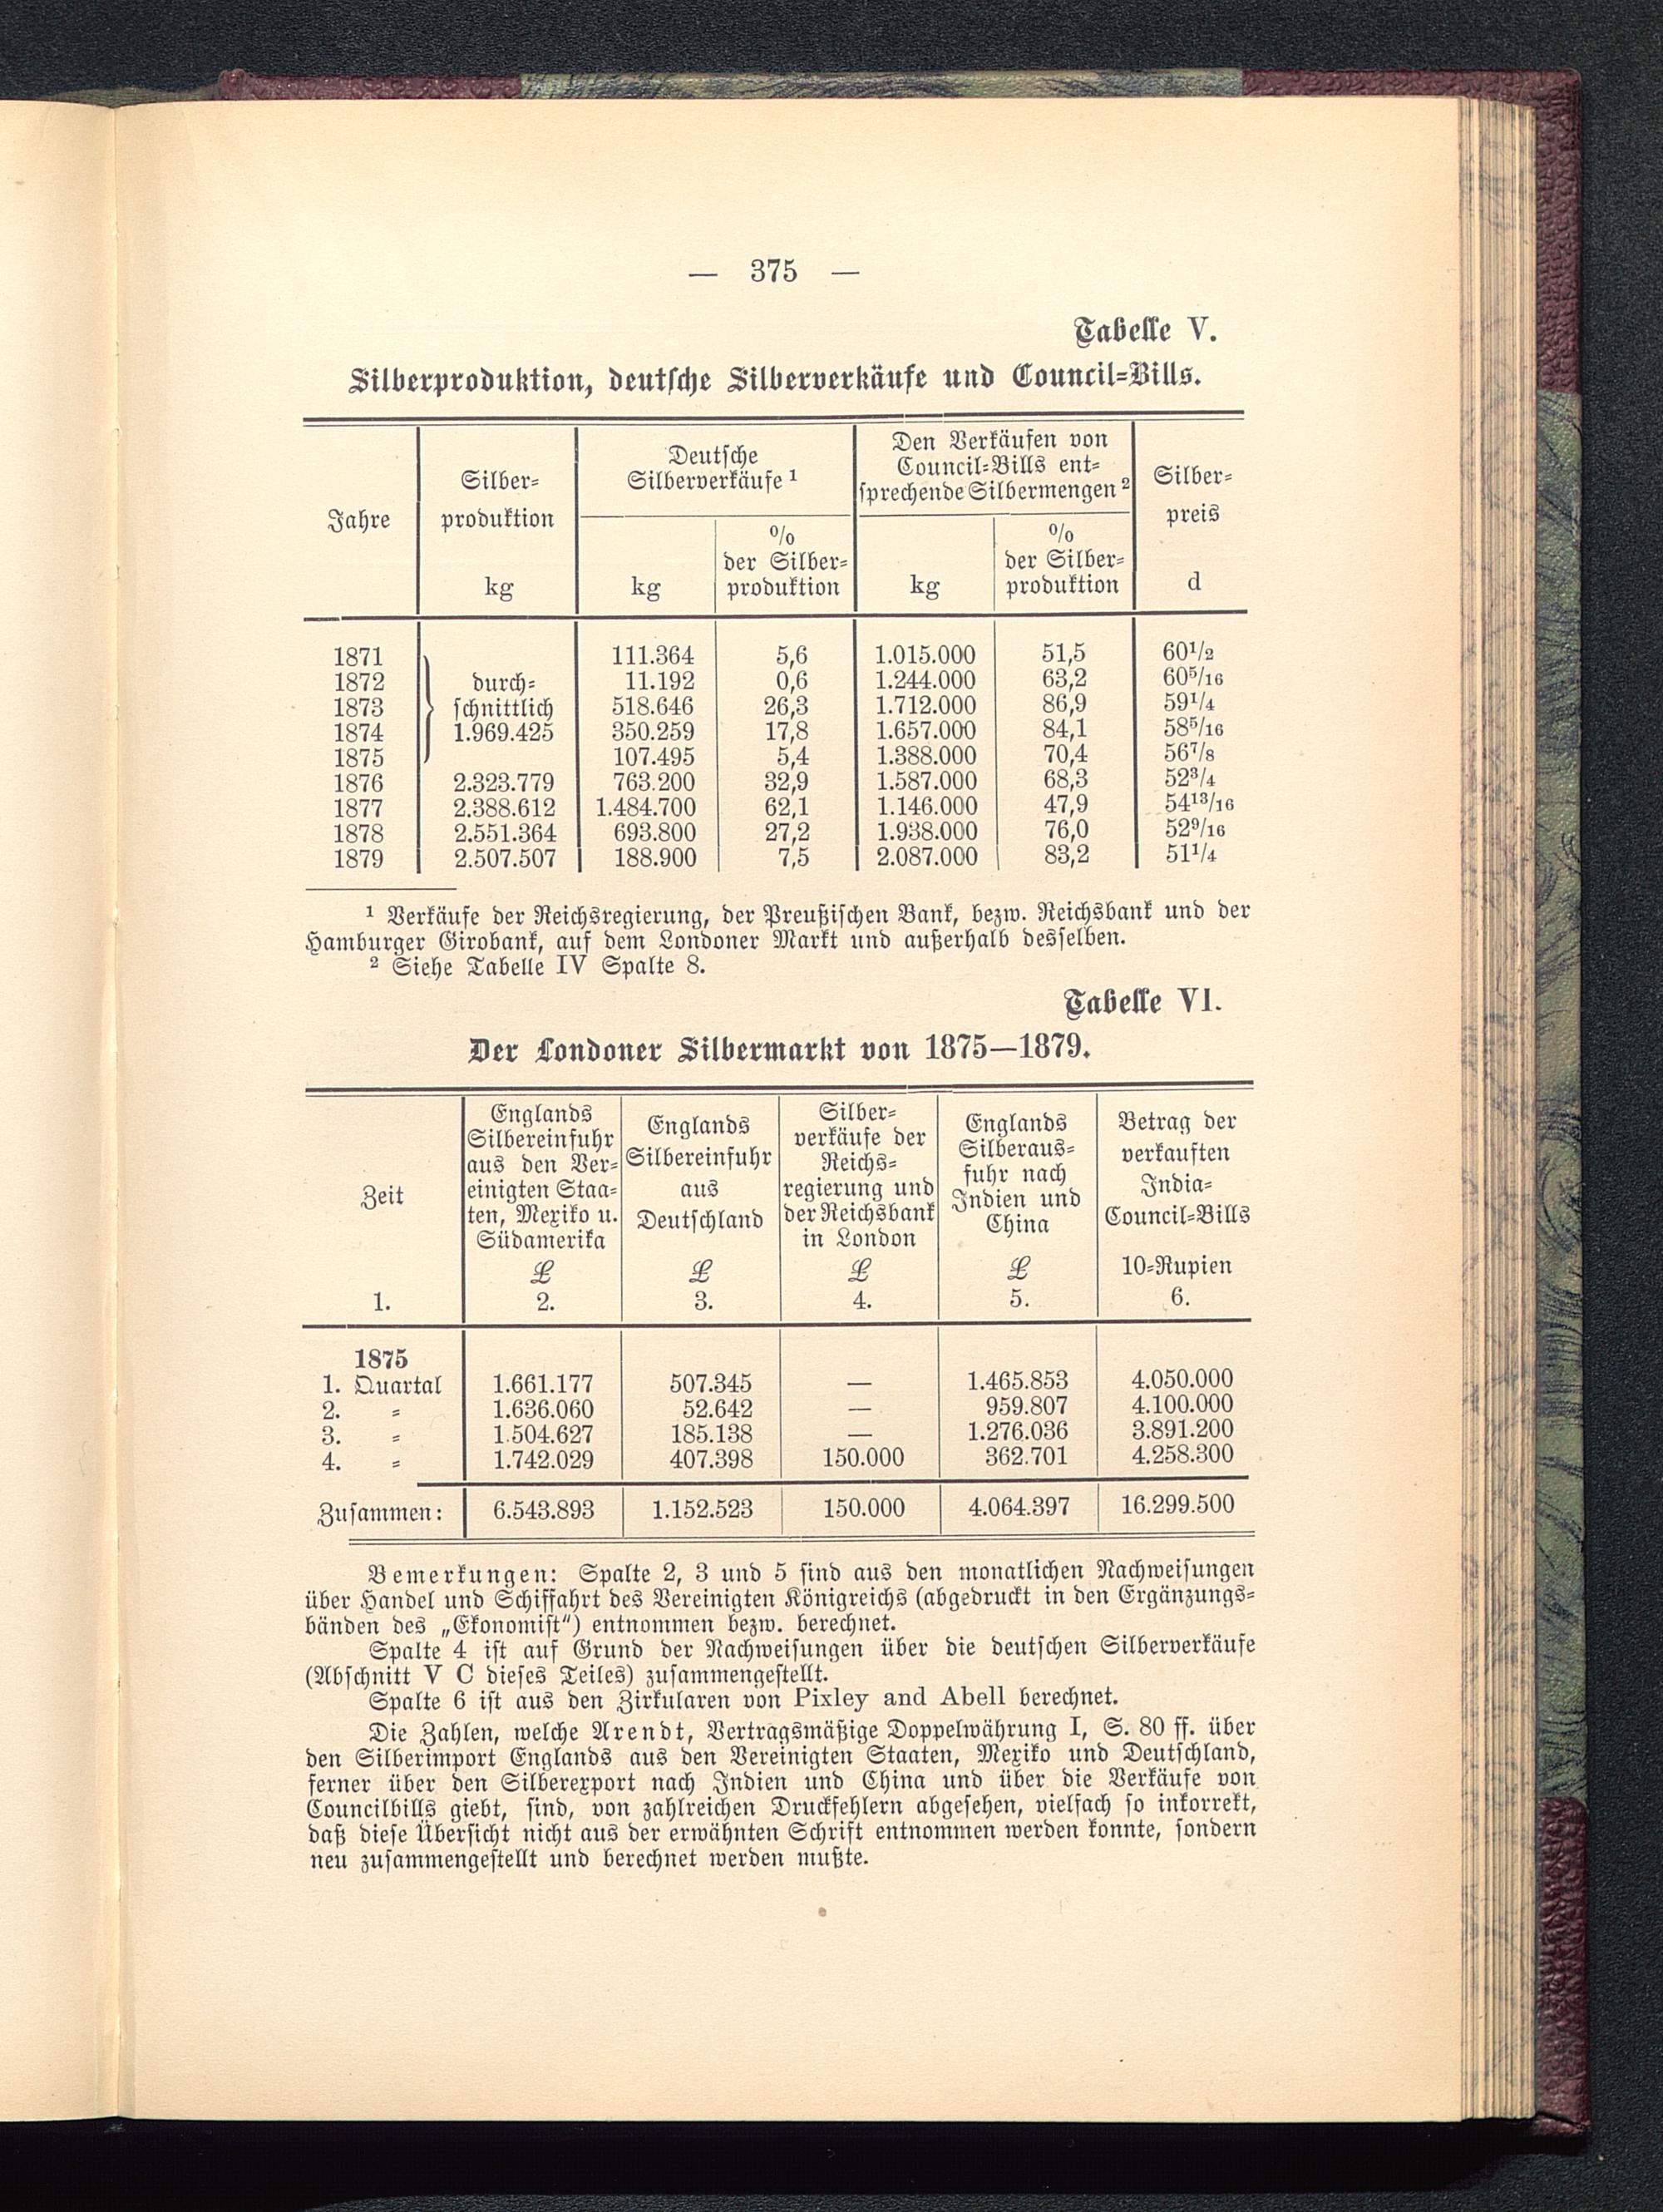 — 375 —
Tabelle V.
Silberproduktion, deutsche Silberverkäufe und Council-Bills.
Jahre | Silber-produktion kg | Deutsche Silberverkäufe ¹ kg | % der Silber-produktion | Den Verkäufen von Council-Bills ent-sprechende Silbermengen ² kg | % der Silber-produktion | Silber-preis d
1871 | durch-schnittlich 1.969.425 | 111.364 | 5,6 | 1.015.000 | 51,5 | 60 1/2
1872 | 11.192 | 0,6 | 1.244.000 | 63,2 | 60 5/16
1873 | 518.646 | 26,3 | 1.712.000 | 86,9 | 59 1/4
1874 | 350.259 | 17,8 | 1.657.000 | 84,1 | 58 5/16
1875 | 107.495 | 5,4 | 1.388.000 | 70,4 | 56 7/8
1876 | 2.323.779 | 763.200 | 32,9 | 1.587.000 | 68,3 | 52 3/4
1877 | 2.388.612 | 1.484.700 | 62,1 | 1.146.000 | 47,9 | 54 13/16
1878 | 2.551.364 | 693.800 | 27,2 | 1.938.000 | 76,0 | 52 9/16
1879 | 2.507.507 | 188.900 | 7,5 | 2.087.000 | 83,2 | 51 1/4
¹ Verkäufe der Reichsregierung, der Preußischen Bank, bezw. Reichsbank und der
Hamburger Girobank, auf dem Londoner Markt und außerhalb desselben.
² Siehe Tabelle IV Spalte 8.
Tabelle VI.
Der Londoner Silbermarkt von 1875—1879.
Zeit 1. | Englands Silbereinfuhr aus den Ver-einigten Staa-ten, Mexiko u. Südamerika £ 2. | Englands Silbereinfuhr aus Deutschland £ 3. | Silber-verkäufe der Reichs-regierung und der Reichsbank in London £ 4. | Englands Silberaus-fuhr nach Indien und China £ 5. | Betrag der verkauften India-Council-Bills 10-Rupien 6.
1875
1. Quartal | 1.661.177 | 507.345 | — | 1.465.853 | 4.050.000
2. = | 1.636.060 | 52.642 | — | 959.807 | 4.100.000
3. = | 1.504.627 | 185.138 | — | 1.276.036 | 3.891.200
4. = | 1.742.029 | 407.398 | 150.000 | 362.701 | 4.258.300
Zusammen: | 6.543.893 | 1.152.523 | 150.000 | 4.064.397 | 16.299.500
Bemerkungen: Spalte 2, 3 und 5 sind aus den monatlichen Nachweisungen
über Handel und Schiffahrt des Vereinigten Königreichs (abgedruckt in den Ergänzungs-
bänden des „Ekonomist“) entnommen bezw. berechnet.
Spalte 4 ist auf Grund der Nachweisungen über die deutschen Silberverkäufe
(Abschnitt V C dieses Teiles) zusammengestellt.
Spalte 6 ist aus den Zirkularen von Pixley and Abell berechnet.
Die Zahlen, welche Arendt, Vertragsmäßige Doppelwährung I, S. 80 ff. über
den Silberimport Englands aus den Vereinigten Staaten, Mexiko und Deutschland,
ferner über den Silberexport nach Indien und China und über die Verkäufe von
Councilbills giebt, sind, von zahlreichen Druckfehlern abgesehen, vielfach so inkorrekt,
daß diese Übersicht nicht aus der erwähnten Schrift entnommen werden konnte, sondern
neu zusammengestellt und berechnet werden mußte.